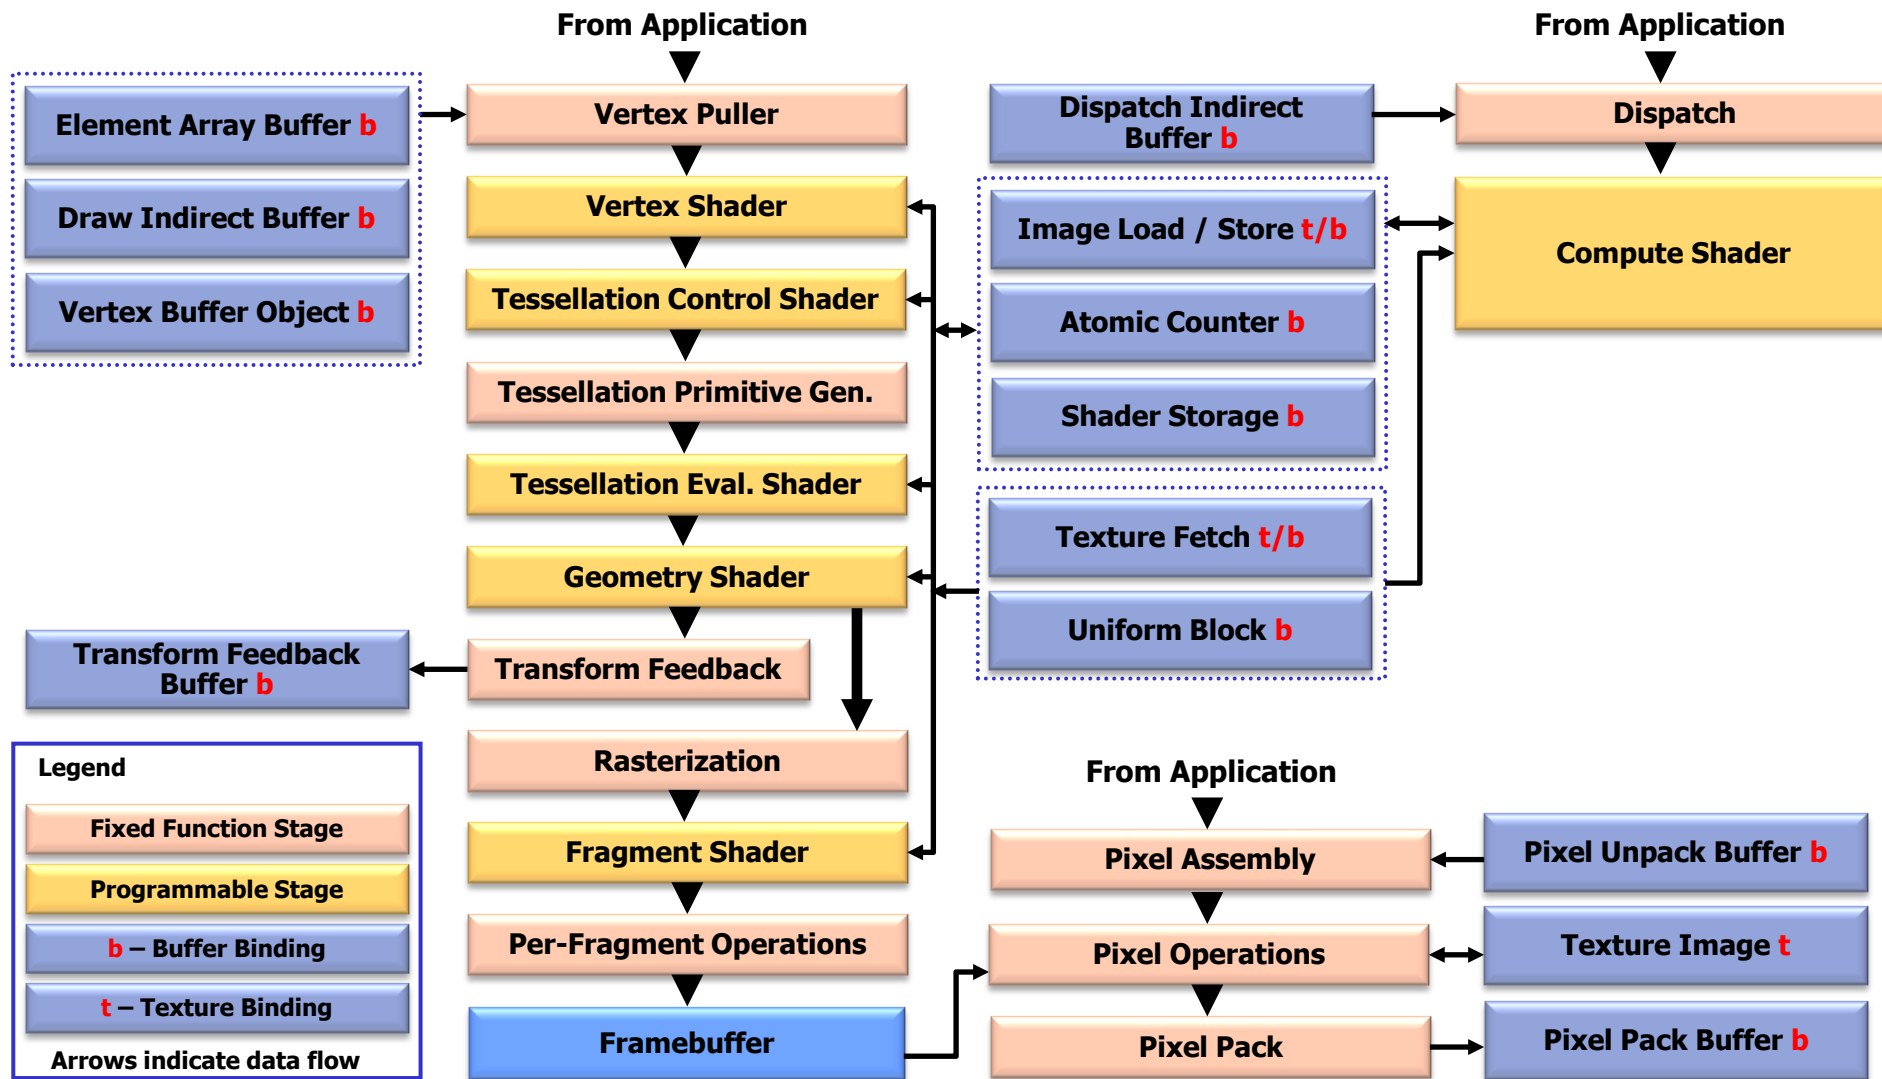 From Application
Element Array Buffer b
Draw Indirect Buffer b
Vertex Buffer Object b
Vertex Puller
Vertex Shader
Tessellation Control Shader
Tessellation Primitive Gen.
Tessellation Eval. Shader
Geometry Shader
Transform Feedback
Transform Feedback
Buffer b
Rasterization
Fragment Shader
Per-Fragment Operations
Framebuffer
From Application
Dispatch Indirect
Buffer b
Dispatch
Image Load / Store t/b
Atomic Counter b
Shader Storage b
Compute Shader
Texture Fetch t/b
Uniform Block b
From Application
Pixel Assembly
Pixel Unpack Buffer b
Pixel Operations
Texture Image t
Pixel Pack
Pixel Pack Buffer b
Legend
Fixed Function Stage
Programmable Stage
b – Buffer Binding
t – Texture Binding
Arrows indicate data flow